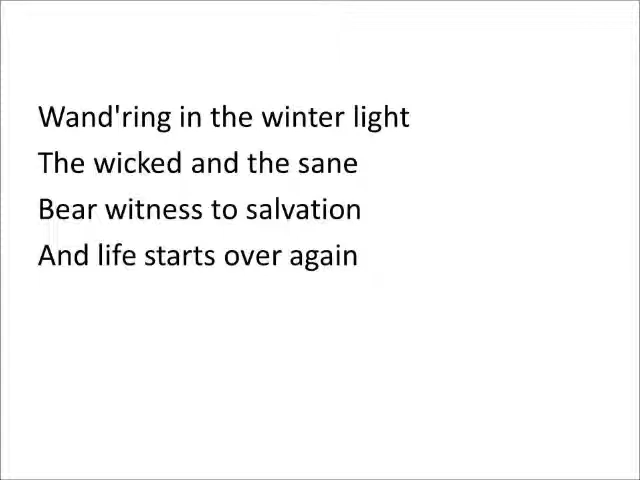 Wand'ring in the winter light
The wicked and the sane
Bear witness to salvation
And life starts over again